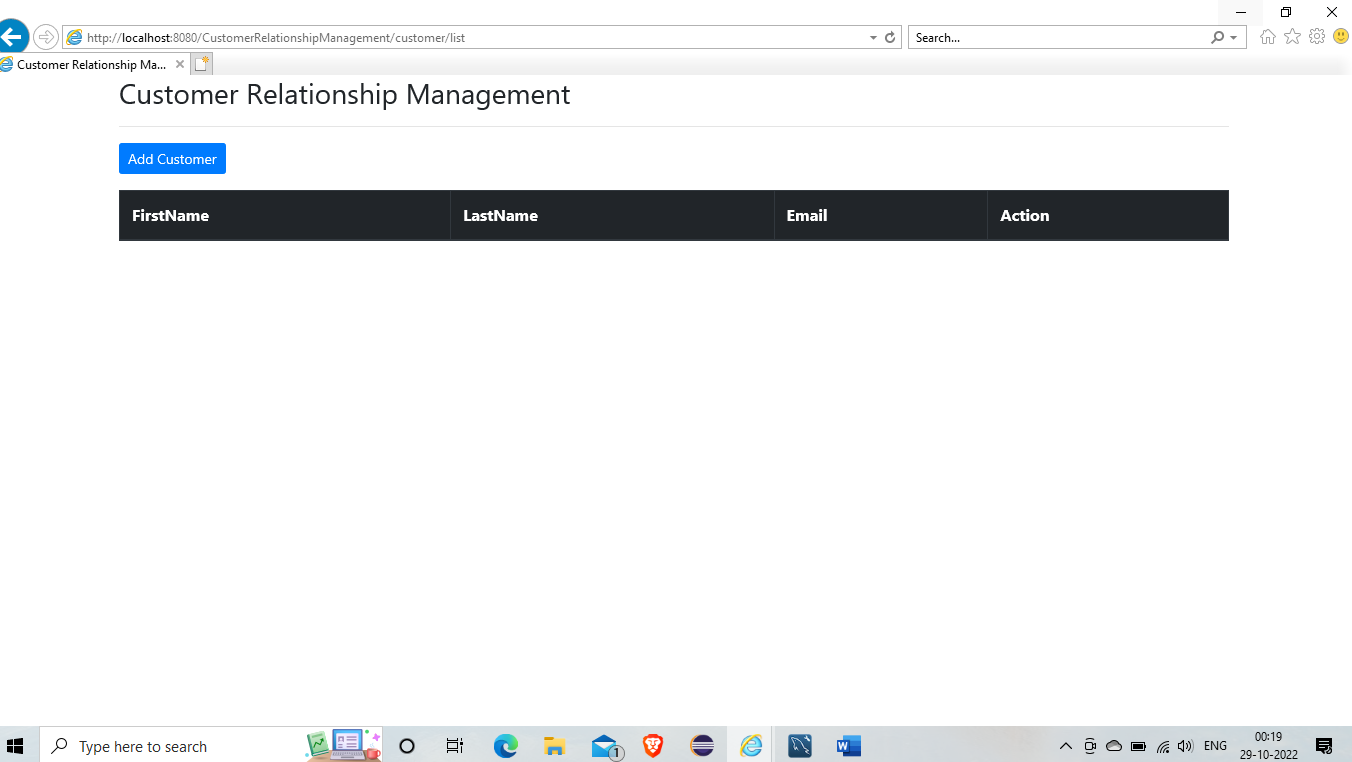 http://localhost:8080/CustomerRelationshipManagement/customer/list
Search...
Customer Relationship Ma...
Customer Relationship Management
Add Customer
FirstName LastName Email Action
Type here to search
1
ENG
00:19
29-10-2022